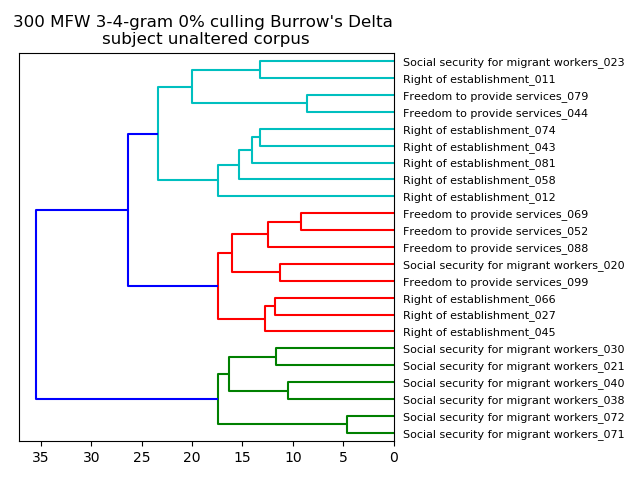 300 MFW 3-4-gram 0% culling Burrow's Delta
subject unaltered corpus
Social security for migrant workers_023
Right of establishment_011
Freedom to provide services_079
Freedom to provide services_044
Right of establishment_074
Right of establishment_043
Right of establishment_081
Right of establishment_058
Right of establishment_012
Freedom to provide services_069
Freedom to provide services_052
Freedom to provide services_088
Social security for migrant workers_020
Freedom to provide services_099
Right of establishment_066
Right of establishment_027
Right of establishment_045
Social security for migrant workers_030
Social security for migrant workers_021
Social security for migrant workers_040
Social security for migrant workers_038
Social security for migrant workers_072
Social security for migrant workers_071
35 30 25 20 15 10 5 0